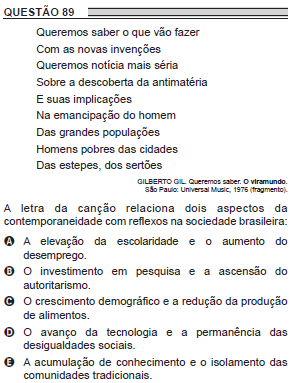 QUESTÃO 89
Queremos saber o que vão fazer
Com as novas invenções
Queremos notícia mais séria
Sobre a descoberta da antimatéria
E suas implicações
Na emancipação do homem
Das grandes populações
Homens pobres das cidades
Das estepes, dos sertões
GILBERTO GIL. Queremos saber. O viramundo.
São Paulo: Universal Music, 1976 (fragmento).
A letra da canção relaciona dois aspectos da
contemporaneidade com reflexos na sociedade brasileira:
A A elevação da escolaridade e o aumento do
desemprego.
B O investimento em pesquisa e a ascensão do
autoritarismo.
C O crescimento demográfico e a redução da produção
de alimentos.
D O avanço da tecnologia e a permanência das
desigualdades sociais.
E A acumulação de conhecimento e o isolamento das
comunidades tradicionais.